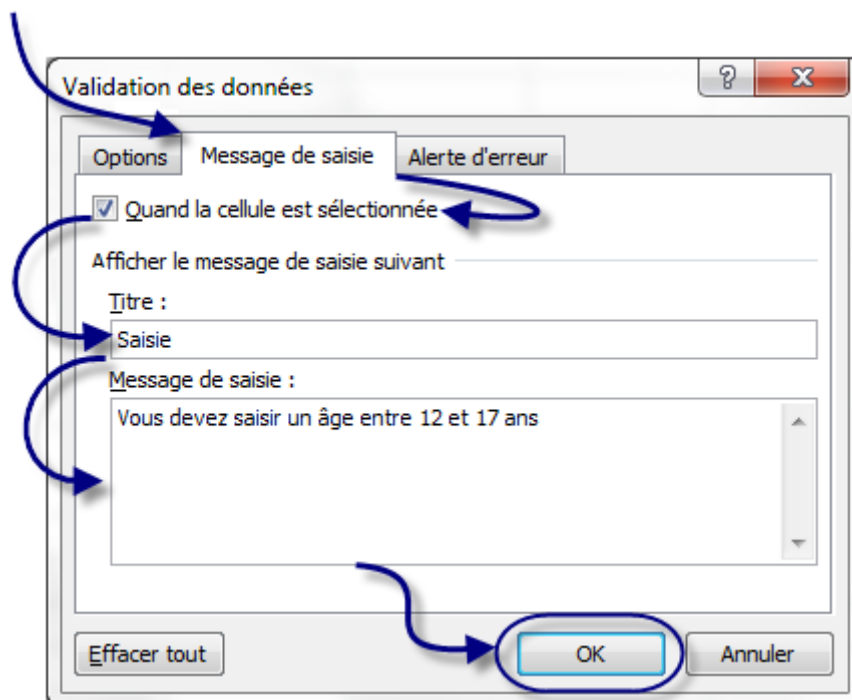 Validation des données
Options Message de saisie Alerte d'erreur
Quand la cellule est sélectionnée
Afficher le message de saisie suivant
Titre :
Saisie
Message de saisie :
Vous devez saisir un âge entre 12 et 17 ans
Effacer tout OK Annuler